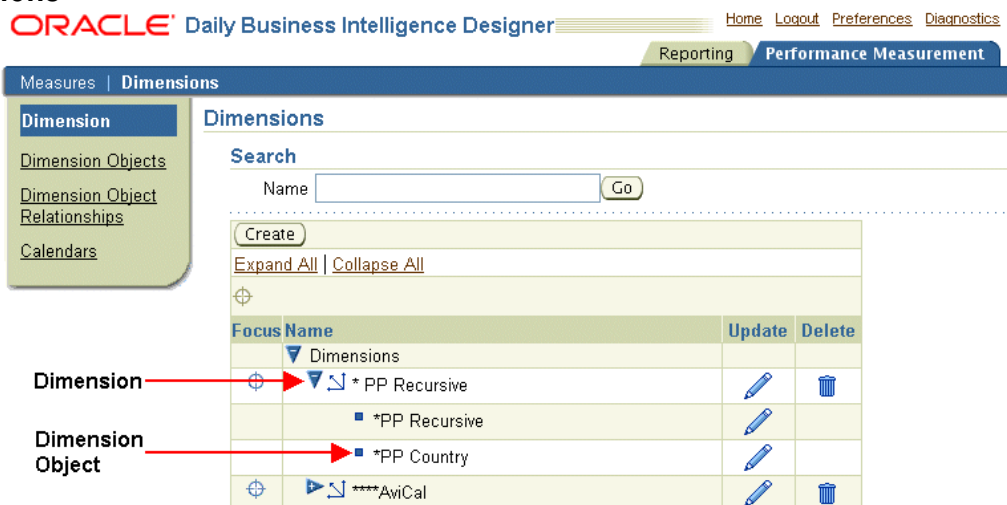 ORACLE Daily Business Intelligence Designer
Home Logout Preferences Diagnostics
Reporting Performance Measurement
Measures | Dimensions
Dimension
Dimension Objects
Dimension Object
Relationships
Calendars
Dimensions
Search
Name Go
Create
Expand All | Collapse All
Focus Name Update Delete
Dimensions
Dimension
* PP Recursive
*PP Recursive
Dimension
Object
*PP Country
****AviCal